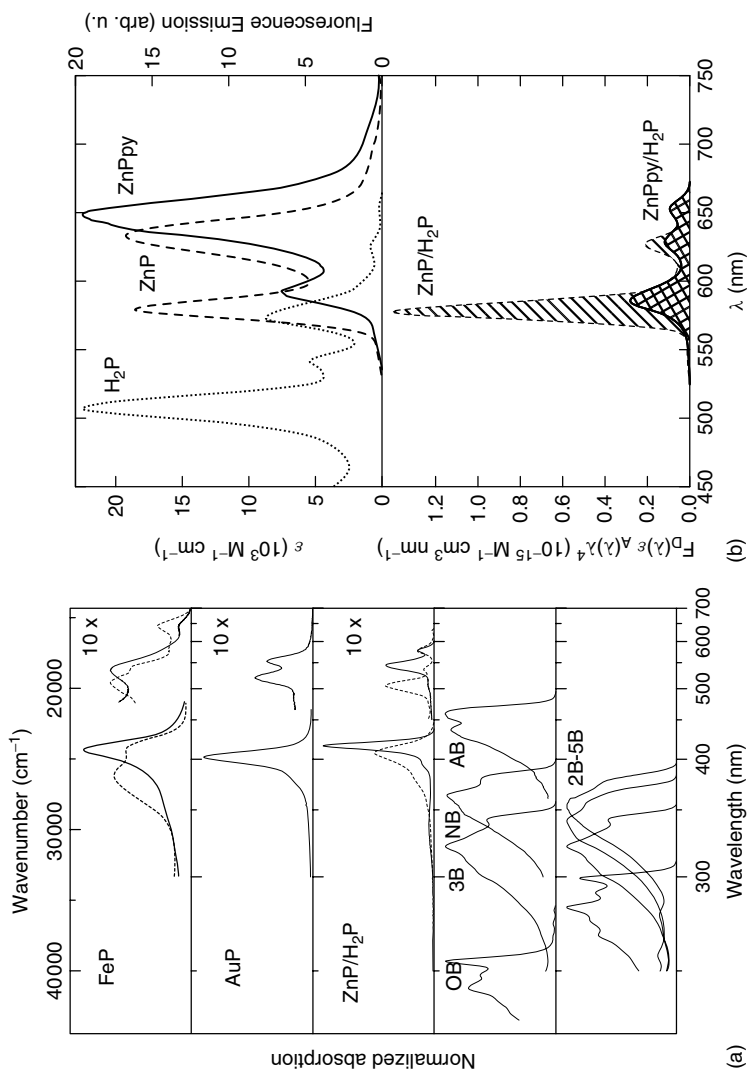 (a)
Wavenumber (cm⁻¹)
40000 30000 20000
Normalized absorption
FeP
10 x
AuP
10 x
ZnP/H₂P
10 x
OB
3B
NB
AB
2B-5B
300 400 500 600 700
Wavelength (nm)
(b)
ε (10³ M⁻¹ cm⁻¹)
20
15
10
5
0
Fluorescence Emission (arb. u.)
20
15
10
5
0
H₂P
ZnP
ZnPpy
F_D(λ)ε_A(λ)λ⁴ (10⁻¹⁵ M⁻¹ cm³ nm⁻¹)
1.2
1.0
0.8
0.6
0.4
0.2
0.0
ZnP/H₂P
ZnPpy/H₂P
450 500 550 600 650 700 750
λ (nm)